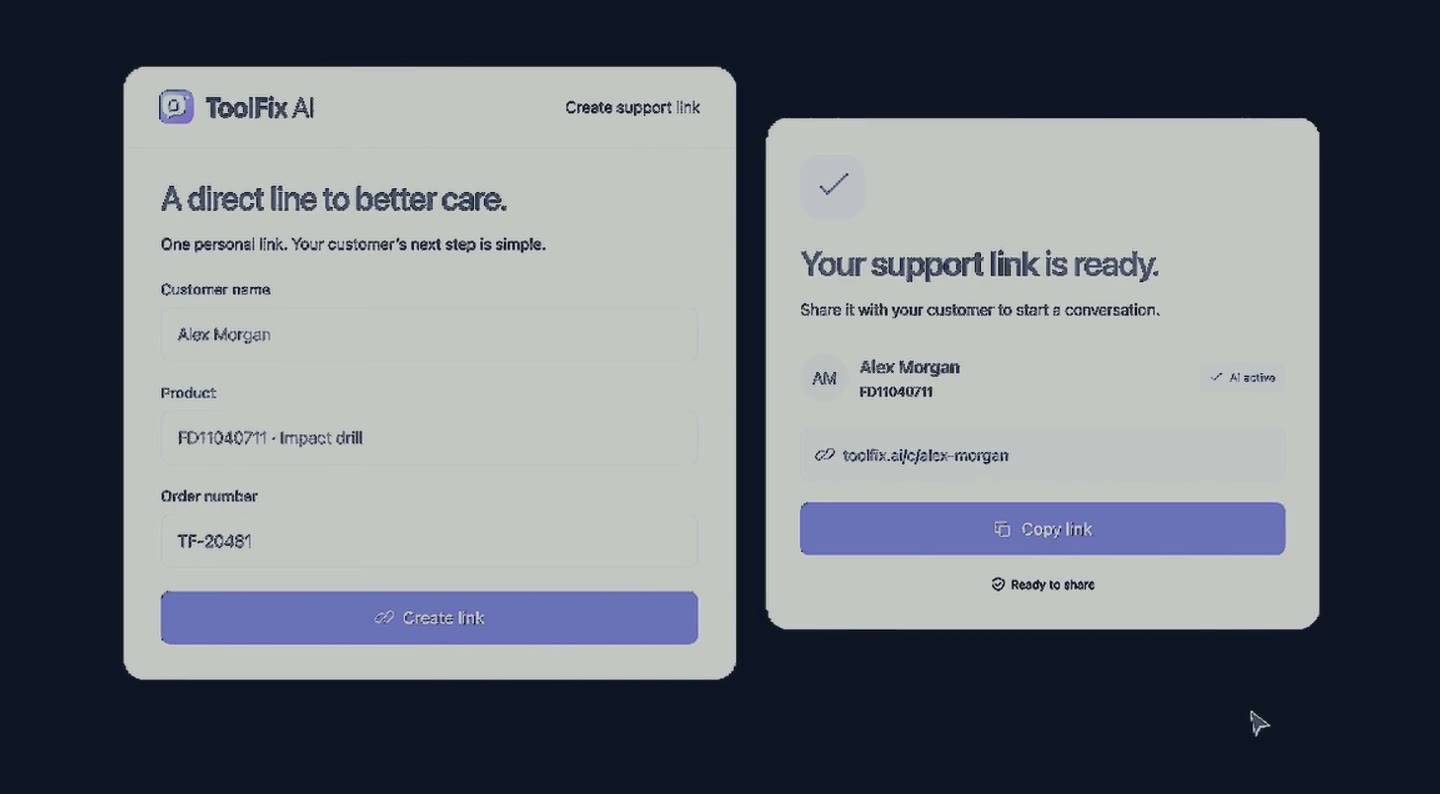 ToolFix AI
Create support link
A direct line to better care.
One personal link. Your customer's next step is simple.
Customer name
Alex Morgan
Product
FD11040711 · Impact drill
Order number
TF-20481
Create link
Your support link is ready.
Share it with your customer to start a conversation.
AM
Alex Morgan
FD11040711
AI active
toolfix.ai/c/alex-morgan
Copy link
Ready to share